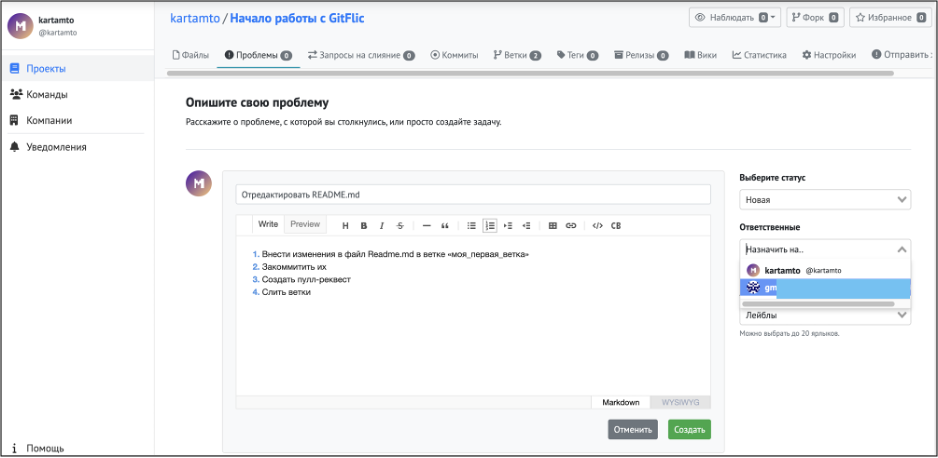 M
kartamto
@kartamto
Проекты
Команды
Компании
Уведомления
i Помощь
kartamto / Начало работы с GitFlic
Наблюдать 0
Форк 0
Избранное 0
Файлы
Проблемы 0
Запросы на слияние 0
Коммиты
Ветки 2
Теги 0
Релизы 0
Вики
Статистика
Настройки
Отправить
Опишите свою проблему
Расскажите о проблеме, с которой вы столкнулись, или просто создайте задачу.
M
Отредактировать README.md
Write Preview H B I S </> CB
1. Внести изменения в файл Readme.md в ветке «моя_первая_ветка»
2. Закоммитить их
3. Создать пулл-реквест
4. Слить ветки
Markdown WYSIWYG
Отменить Создать
Выберите статус
Новая
Ответственные
Назначить на..
M kartamto @kartamto
gm
Лейблы
Можно выбрать до 20 ярлыков.